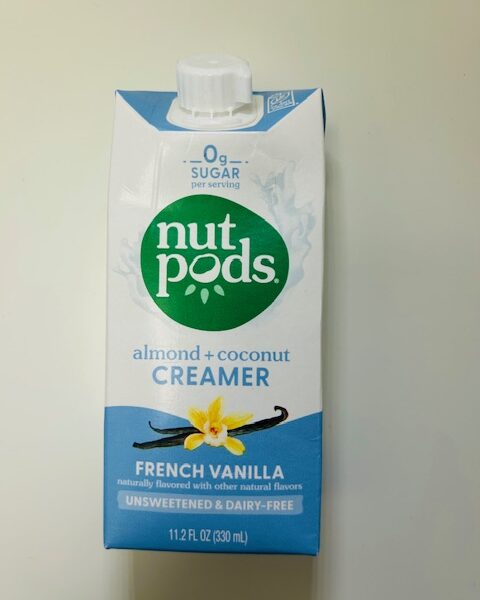 0g
SUGAR
per serving
nut
pods®
almond + coconut
CREAMER
FRENCH VANILLA
naturally flavored with other natural flavors
UNSWEETENED & DAIRY-FREE
11.2 FL OZ (330 mL)